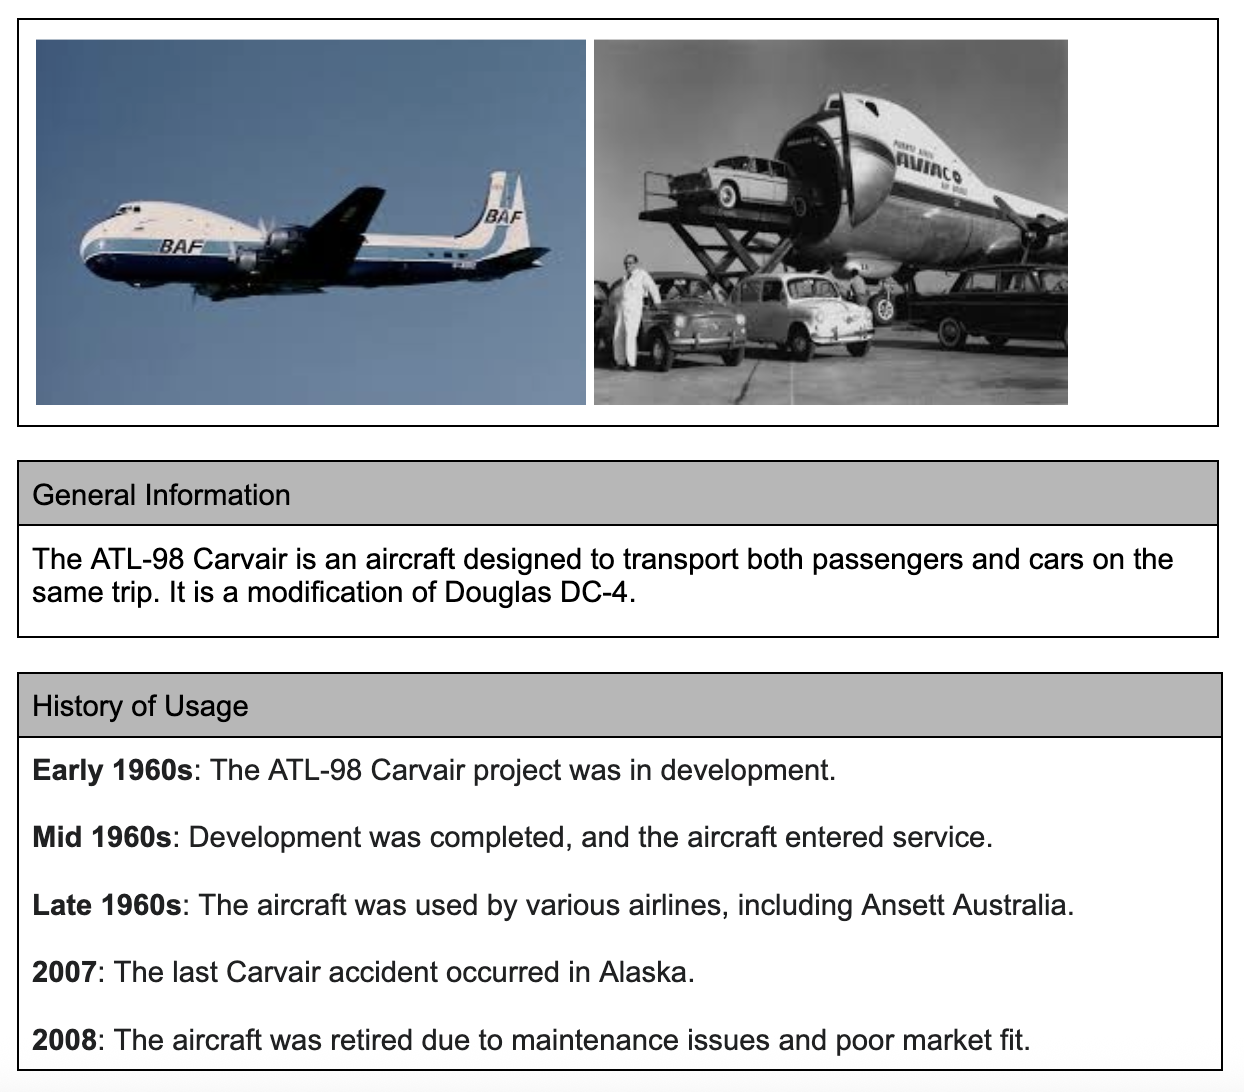 BAF
BAF
AVIACO
General Information
The ATL-98 Carvair is an aircraft designed to transport both passengers and cars on the
same trip. It is a modification of Douglas DC-4.
History of Usage
Early 1960s: The ATL-98 Carvair project was in development.
Mid 1960s: Development was completed, and the aircraft entered service.
Late 1960s: The aircraft was used by various airlines, including Ansett Australia.
2007: The last Carvair accident occurred in Alaska.
2008: The aircraft was retired due to maintenance issues and poor market fit.